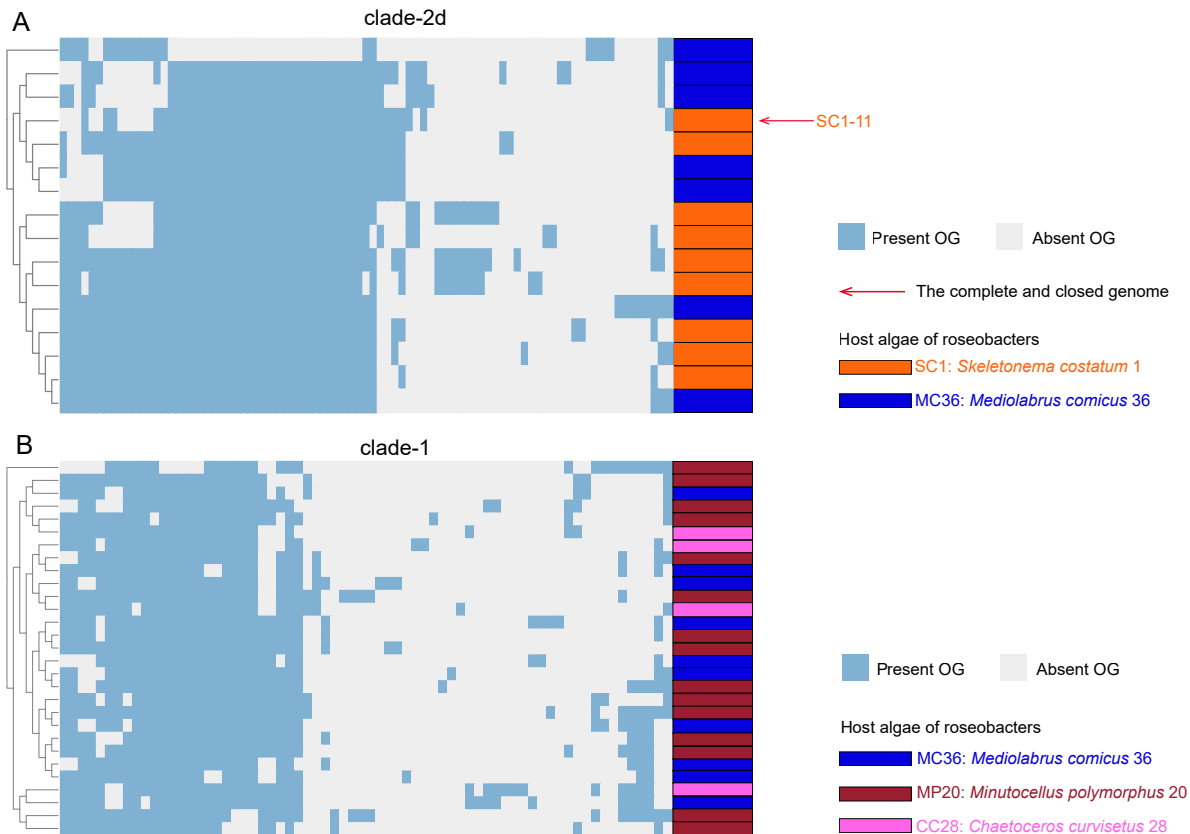 A
clade-2d
SC1-11
Present OG
Absent OG
The complete and closed genome
Host algae of roseobacters
SC1: Skeletonema costatum 1
MC36: Mediolabrus comicus 36
B
clade-1
Present OG
Absent OG
Host algae of roseobacters
MC36: Mediolabrus comicus 36
MP20: Minutocellus polymorphus 20
CC28: Chaetoceros curvisetus 28